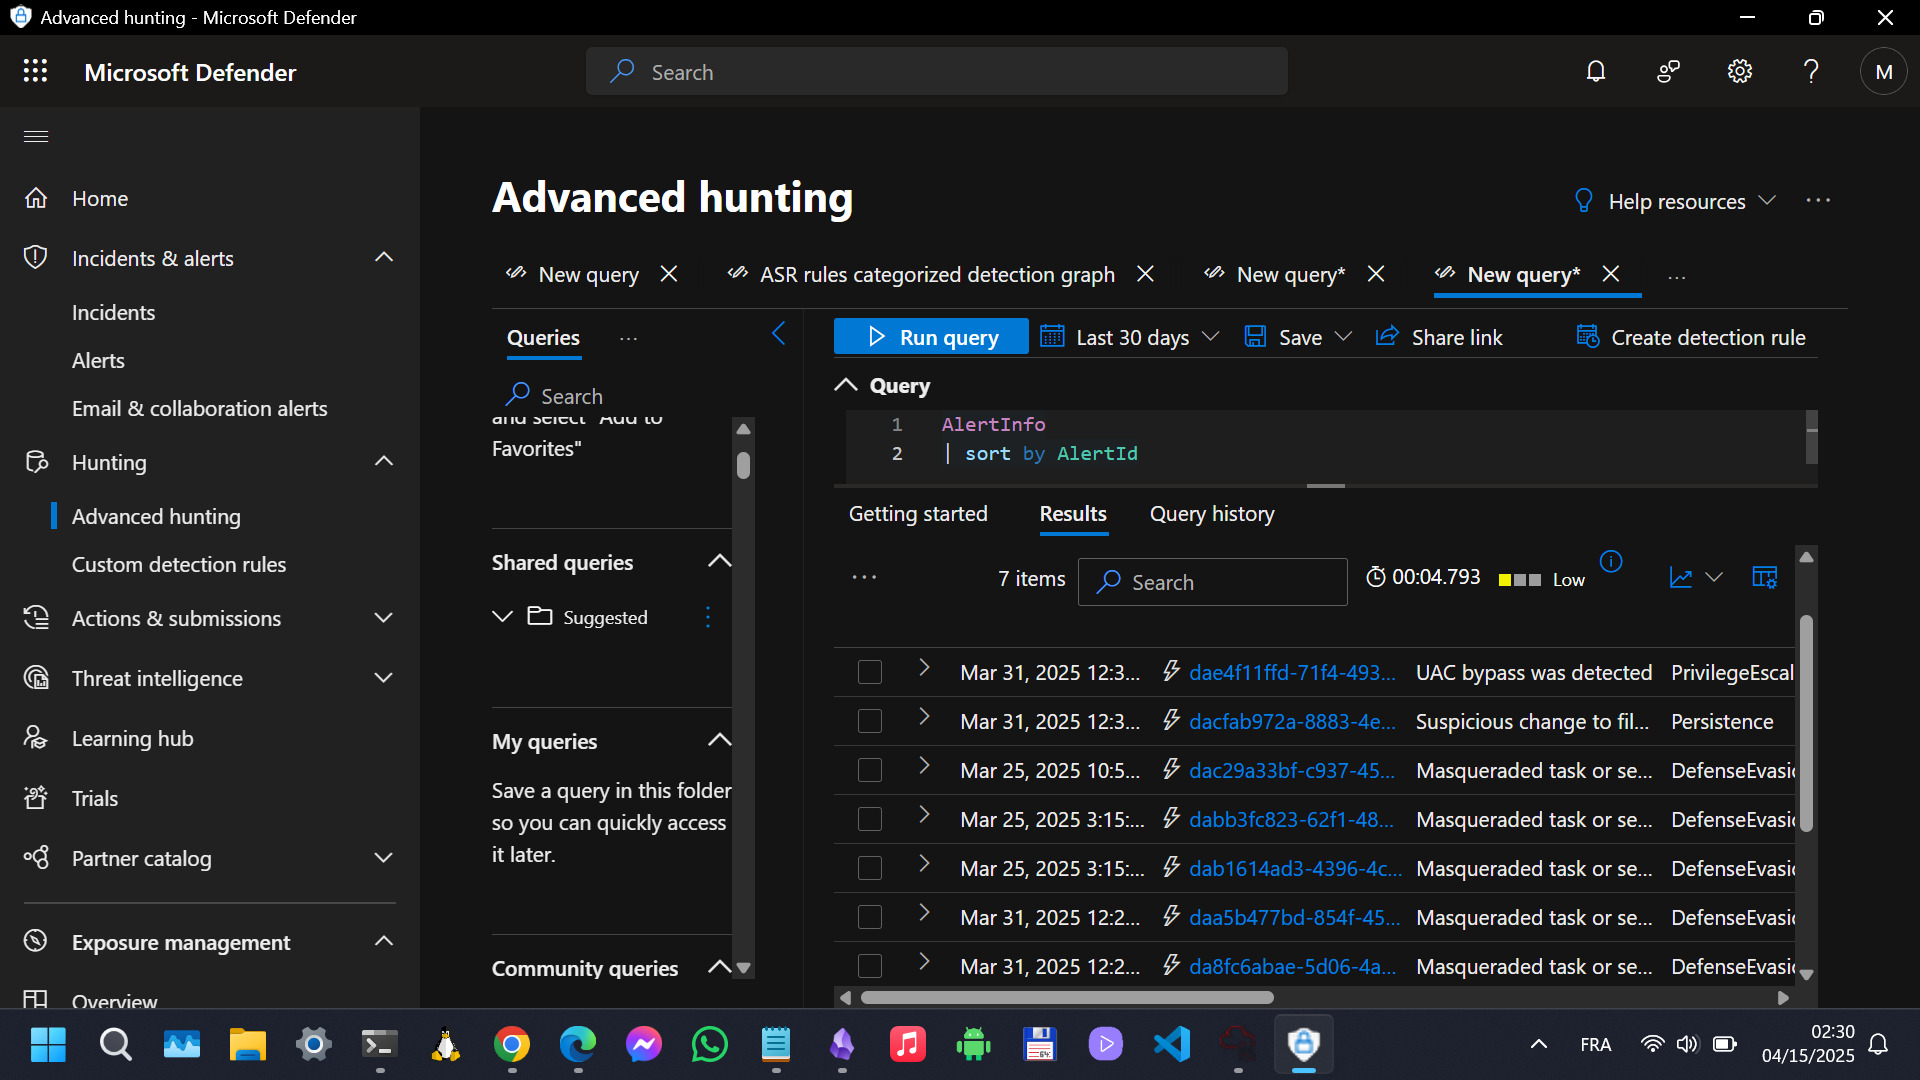 Advanced hunting - Microsoft Defender
Microsoft Defender
Search
M
Home
Incidents & alerts
Incidents
Alerts
Email & collaboration alerts
Hunting
Advanced hunting
Custom detection rules
Actions & submissions
Threat intelligence
Learning hub
Trials
Partner catalog
Exposure management
Overview
Advanced hunting
Help resources
New query
ASR rules categorized detection graph
New query*
New query*
Queries
Search
and select "Add to
Favorites"
Shared queries
Suggested
My queries
Save a query in this folder
so you can quickly access
it later.
Community queries
Run query
Last 30 days
Save
Share link
Create detection rule
Query
1 AlertInfo
2 | sort by AlertId
Getting started
Results
Query history
7 items
Search
00:04.793
Low
Mar 31, 2025 12:3... dae4f11ffd-71f4-493... UAC bypass was detected PrivilegeEscal
Mar 31, 2025 12:3... dacfab972a-8883-4e... Suspicious change to fil... Persistence
Mar 25, 2025 10:5... dac29a33bf-c937-45... Masqueraded task or se... DefenseEvasic
Mar 25, 2025 3:15:... dabb3fc823-62f1-48... Masqueraded task or se... DefenseEvasic
Mar 25, 2025 3:15:... dab1614ad3-4396-4c... Masqueraded task or se... DefenseEvasic
Mar 31, 2025 12:2... daa5b477bd-854f-45... Masqueraded task or se... DefenseEvasic
Mar 31, 2025 12:2... da8fc6abae-5d06-4a... Masqueraded task or se... DefenseEvasic
64
FRA
02:30
04/15/2025